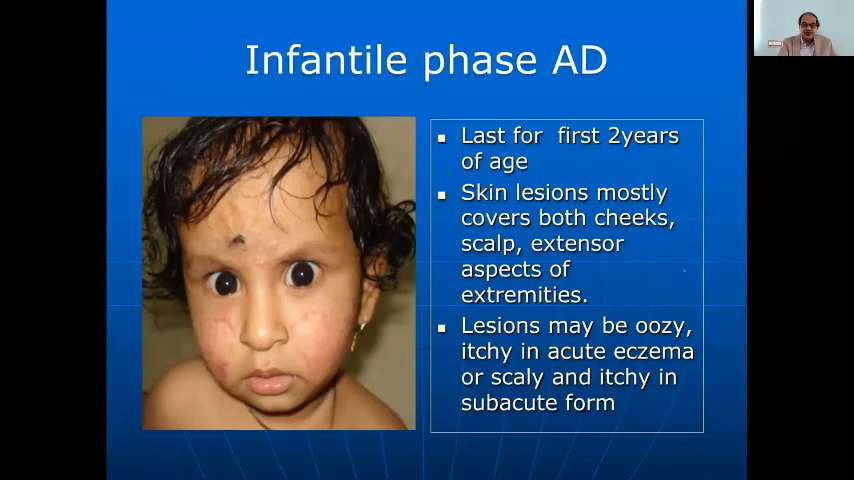 Infantile phase AD
Last for first 2years
of age
Skin lesions mostly
covers both cheeks,
scalp, extensor
aspects of
extremities.
Lesions may be oozy,
itchy in acute eczema
or scaly and itchy in
subacute form